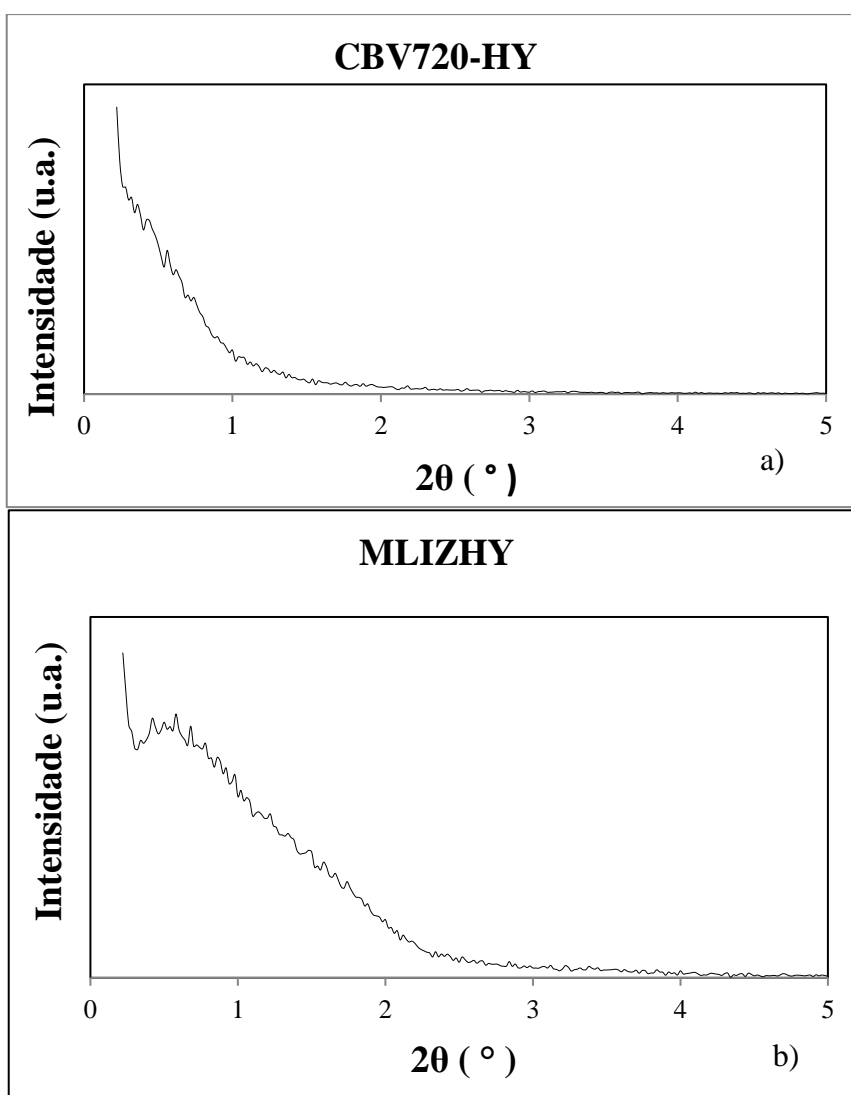 CBV720-HY
Intensidade (u.a.)
0 1 2 3 4 5
2θ ( ° )
a)
MLIZHY
Intensidade (u.a.)
0 1 2 3 4 5
2θ ( ° )
b)